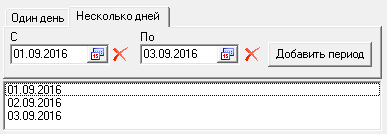 Один день Несколько дней
С По
01.09.2016 03.09.2016 Добавить период
01.09.2016
02.09.2016
03.09.2016